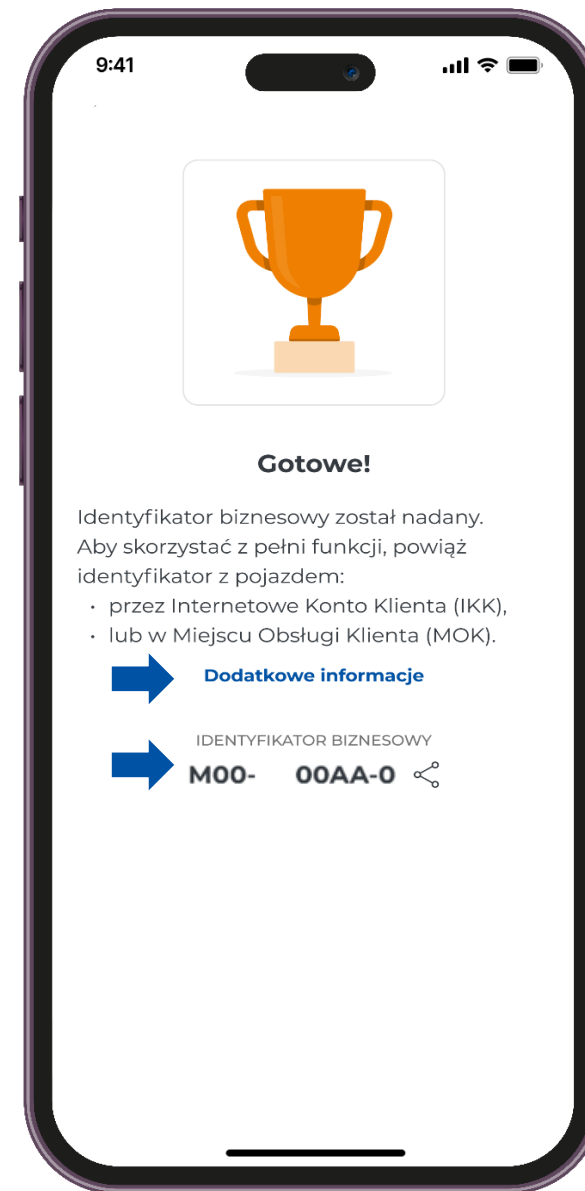 9:41
Gotowe!
Identyfikator biznesowy został nadany.
Aby skorzystać z pełni funkcji, powiąż
identyfikator z pojazdem:
• przez Internetowe Konto Klienta (IKK),
• lub w Miejscu Obsługi Klienta (MOK).
Dodatkowe informacje
IDENTYFIKATOR BIZNESOWY
M00- 00AA-0